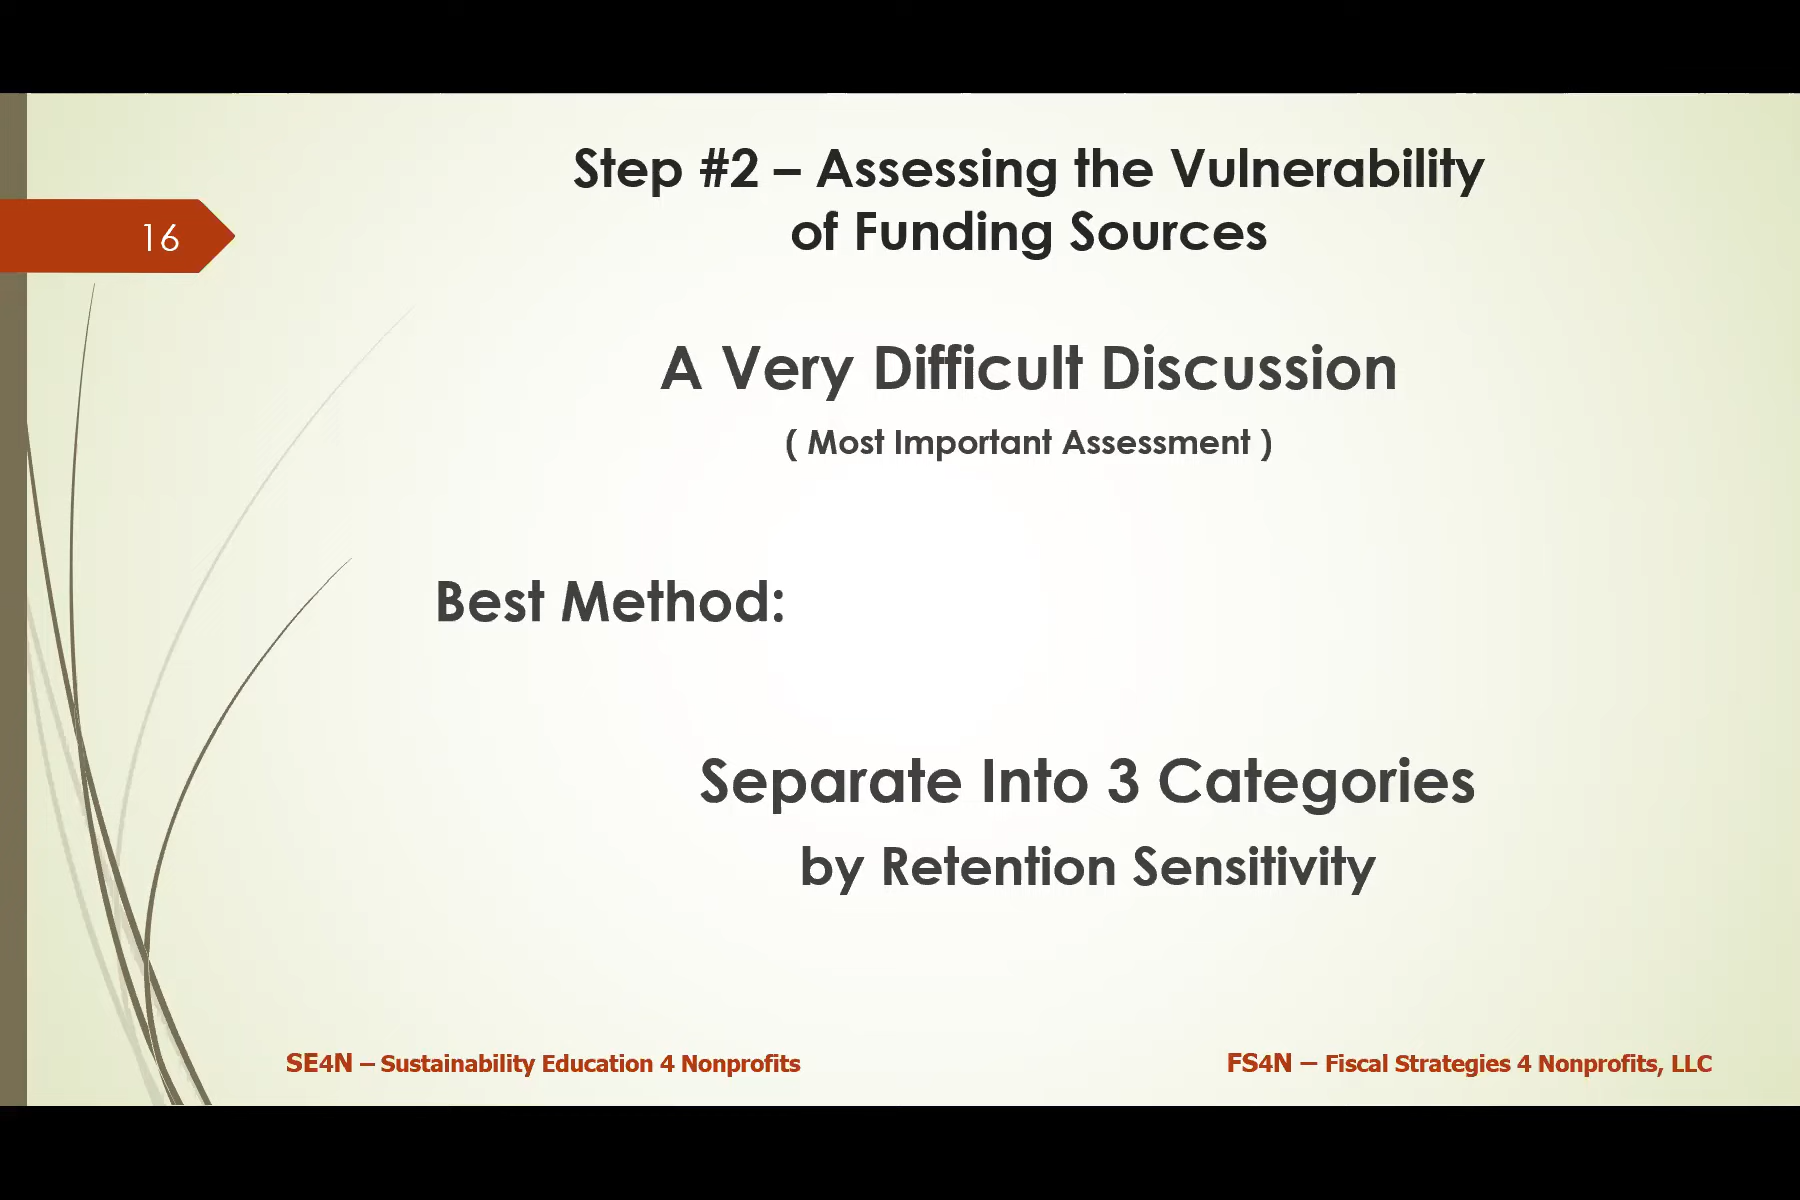 Step #2 – Assessing the Vulnerability
of Funding Sources
16
A Very Difficult Discussion
( Most Important Assessment )
Best Method:
Separate Into 3 Categories
by Retention Sensitivity
SE4N – Sustainability Education 4 Nonprofits
FS4N – Fiscal Strategies 4 Nonprofits, LLC